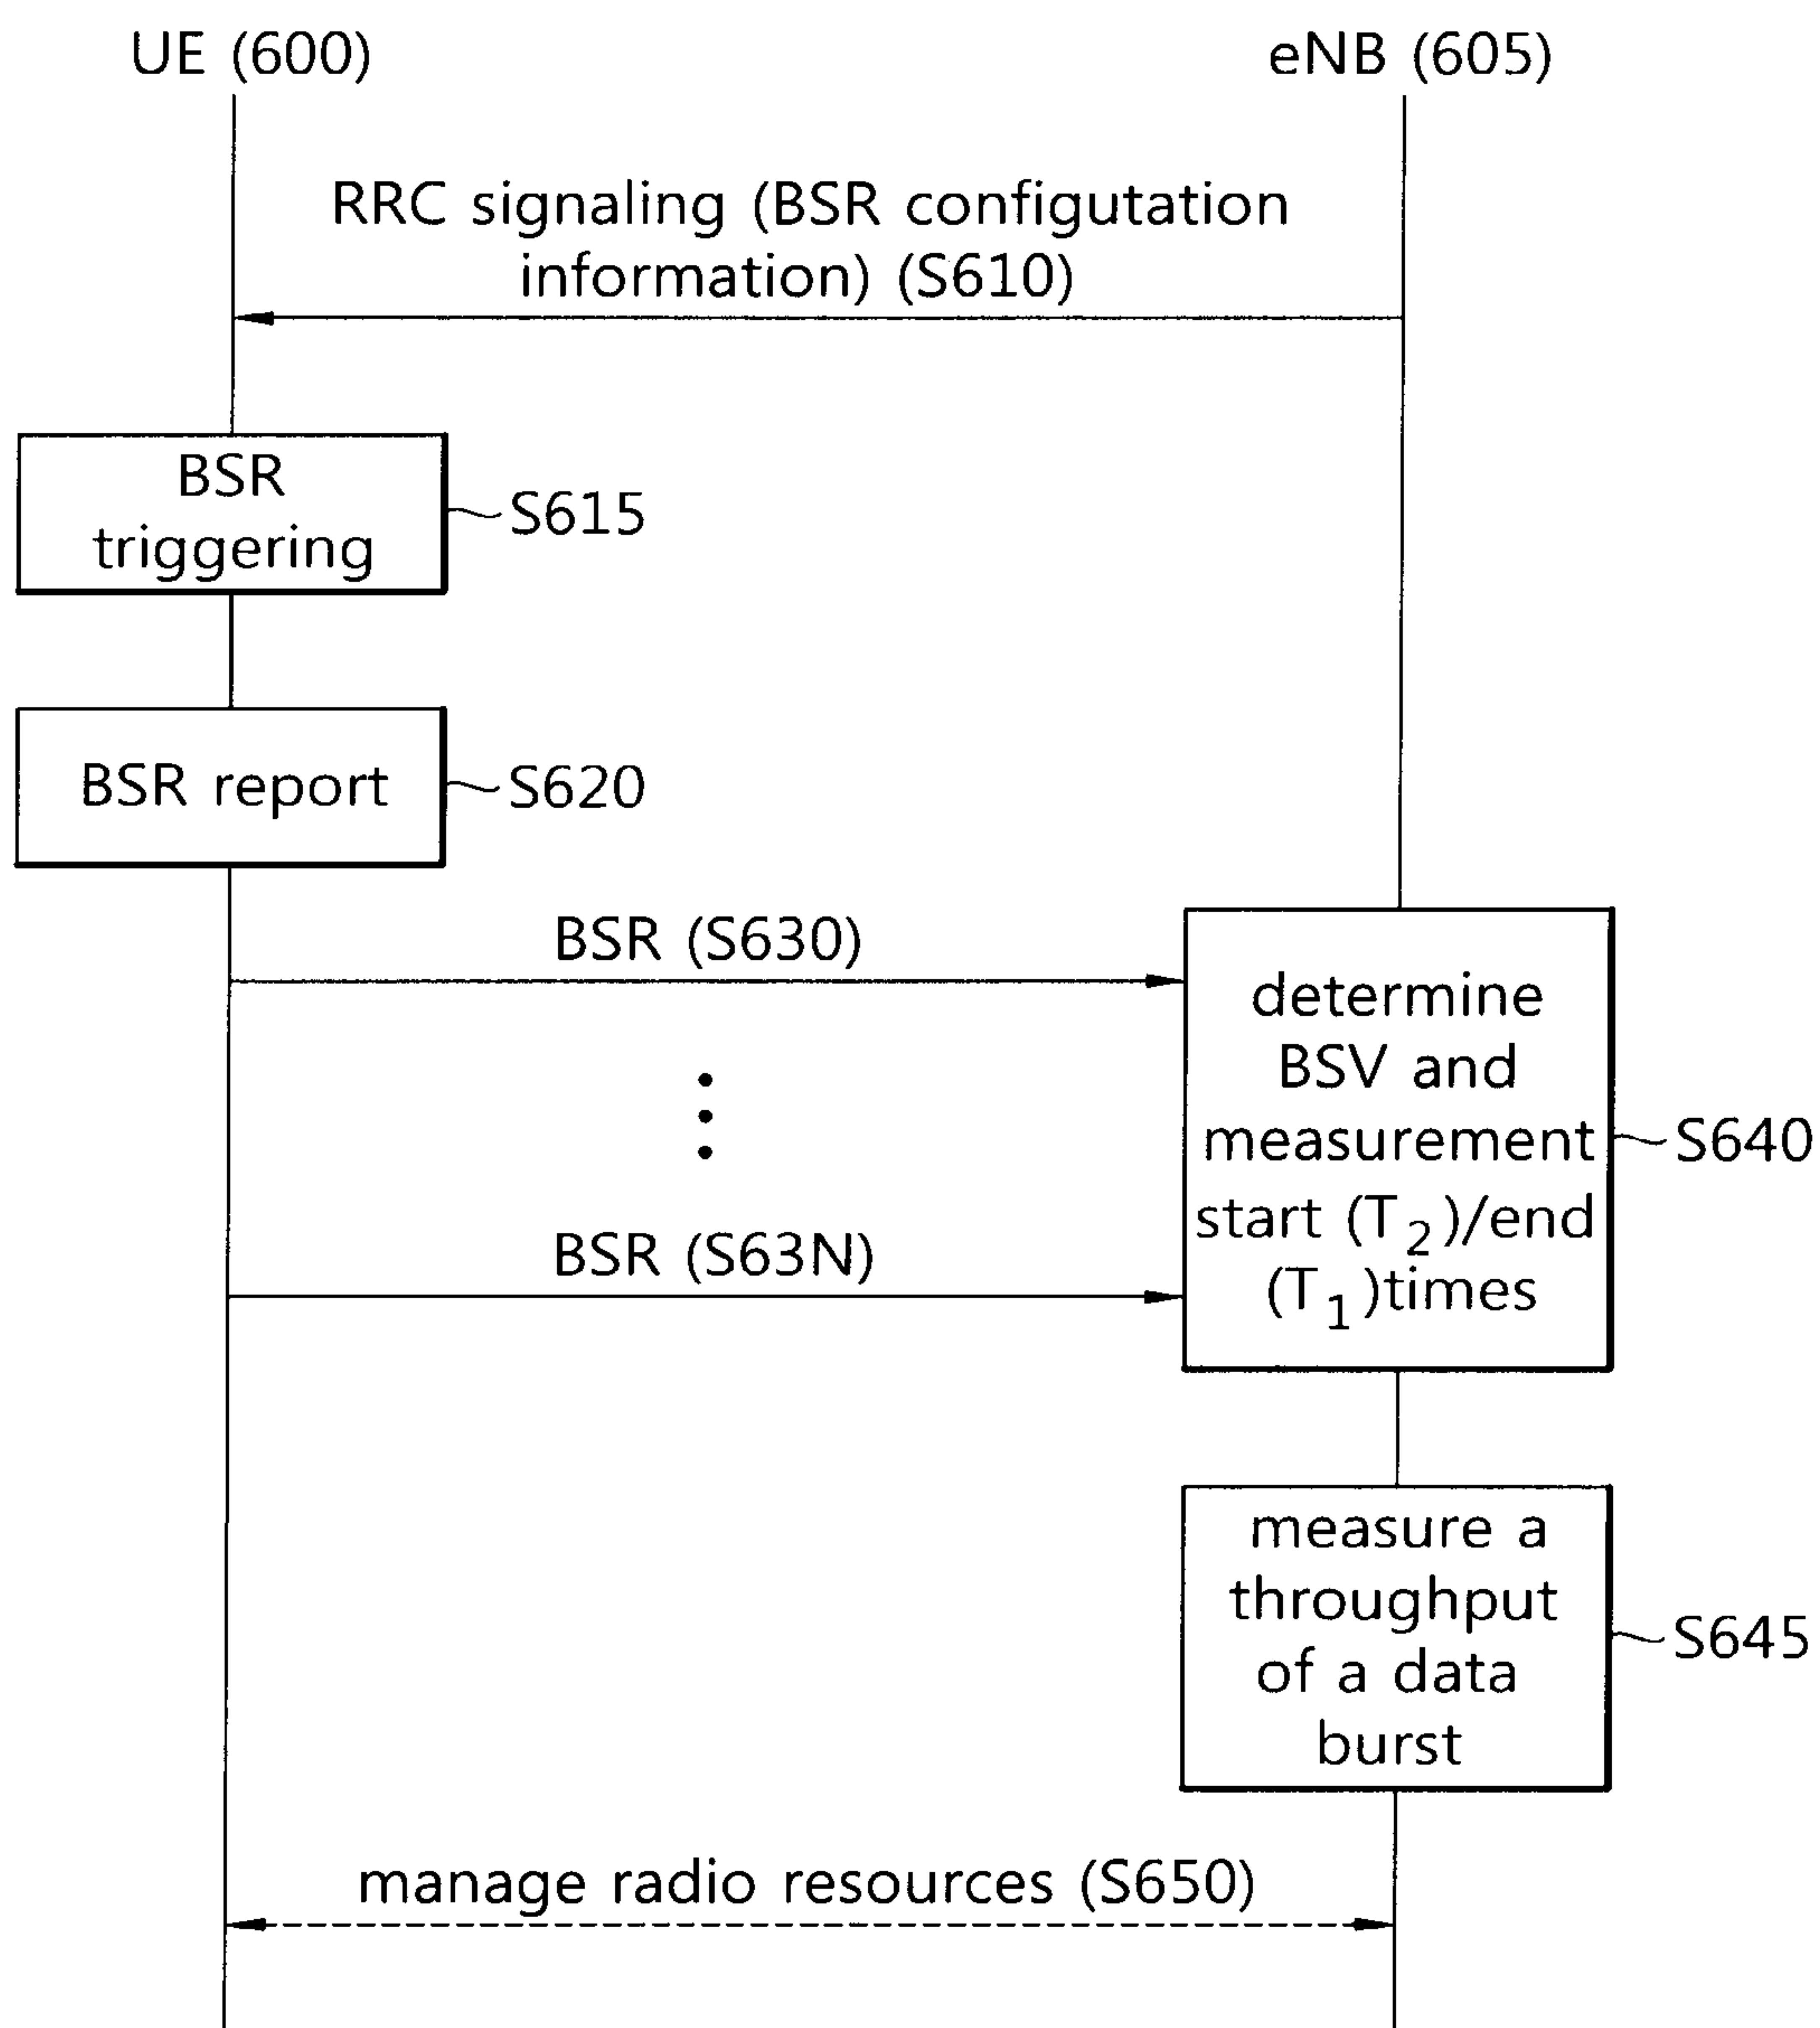 UE (600)
eNB (605)
RRC signaling (BSR configutation
information) (S610)
BSR
triggering
S615
BSR report
S620
BSR (S630)
determine
BSV and
measurement
start (T2)/end
(T1)times
S640
BSR (S63N)
measure a
throughput
of a data
burst
S645
manage radio resources (S650)